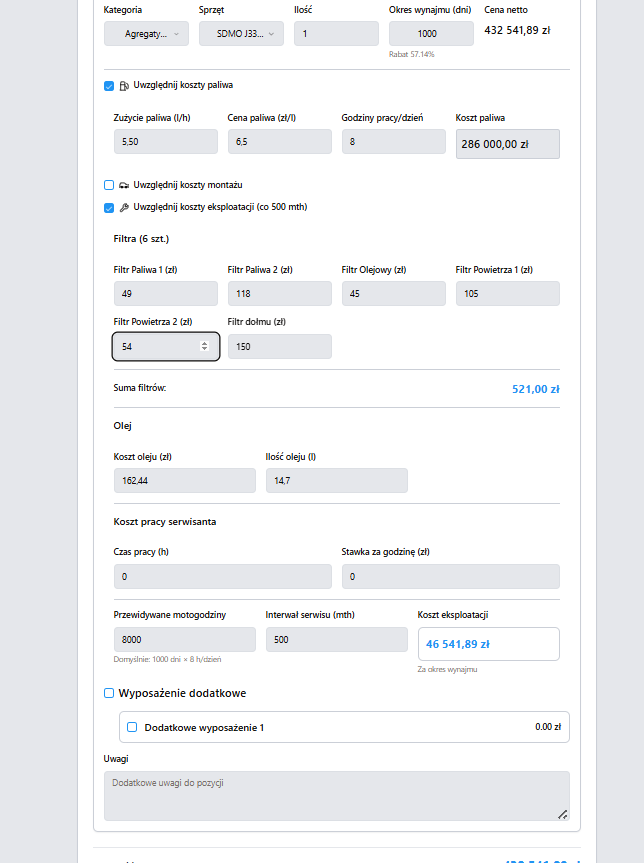 Kategoria Sprzęt Ilość Okres wynajmu (dni) Cena netto
Agregaty... SDMO J33... 1 1000 432 541,89 zł
Rabat 57.14%
Uwzględnij koszty paliwa
Zużycie paliwa (l/h) Cena paliwa (zł/l) Godziny pracy/dzień Koszt paliwa
5,50 6,5 8 286 000,00 zł
Uwzględnij koszty montażu
Uwzględnij koszty eksploatacji (co 500 mth)
Filtra (6 szt.)
Filtr Paliwa 1 (zł) Filtr Paliwa 2 (zł) Filtr Olejowy (zł) Filtr Powietrza 1 (zł)
49 118 45 105
Filtr Powietrza 2 (zł) Filtr dołmu (zł)
54 150
Suma filtrów: 521,00 zł
Olej
Koszt oleju (zł) Ilość oleju (l)
162,44 14,7
Koszt pracy serwisanta
Czas pracy (h) Stawka za godzinę (zł)
0 0
Przewidywane motogodziny Interwał serwisu (mth) Koszt eksploatacji
8000 500 46 541,89 zł
Domyślnie: 1000 dni × 8 h/dzień Za okres wynajmu
Wyposażenie dodatkowe
Dodatkowe wyposażenie 1 0.00 zł
Uwagi
Dodatkowe uwagi do pozycji